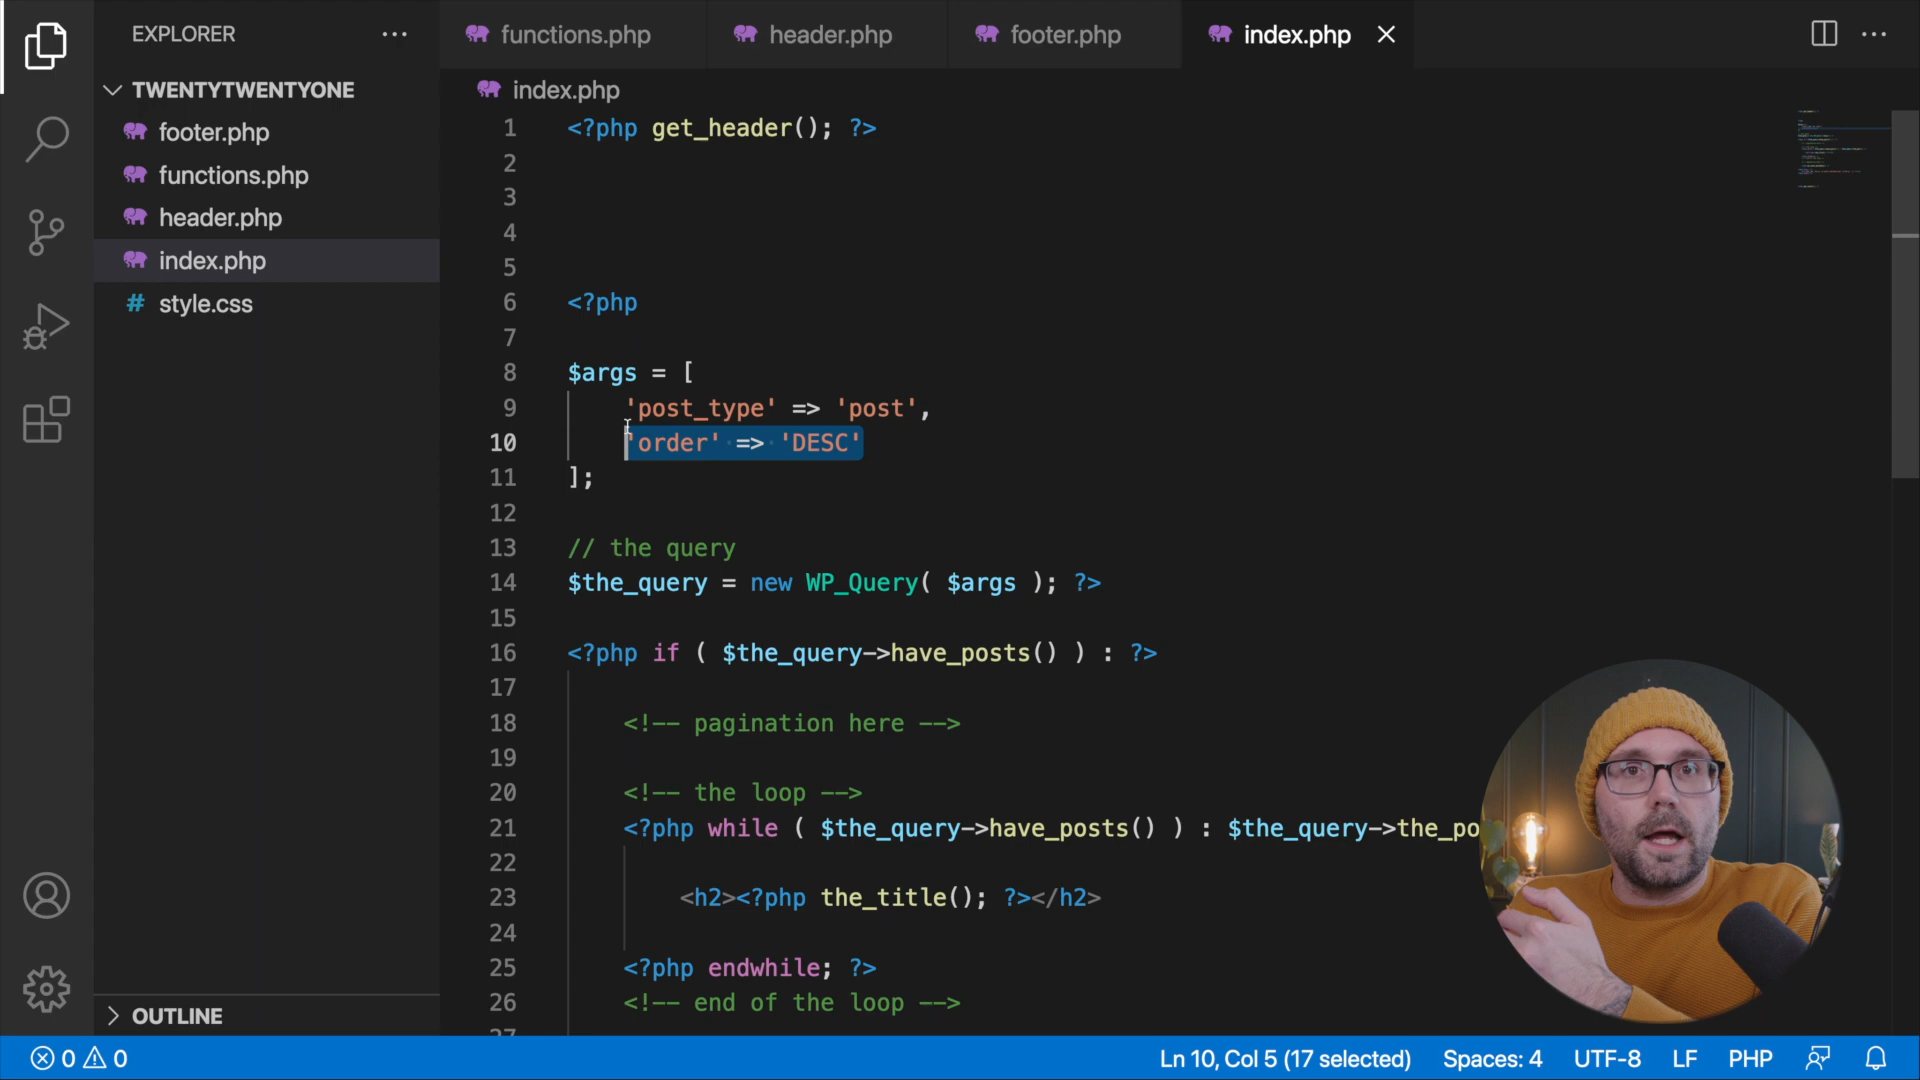 EXPLORER
TWENTYTWENTYONE
footer.php
functions.php
header.php
index.php
# style.css
OUTLINE
functions.php
header.php
footer.php
index.php
index.php
1 <?php get_header(); ?>
2
3
4
5
6 <?php
7
8 $args = [
9 'post_type' => 'post',
10 'order' => 'DESC'
11 ];
12
13 // the query
14 $the_query = new WP_Query( $args ); ?>
15
16 <?php if ( $the_query->have_posts() ) : ?>
17
18 <!-- pagination here -->
19
20 <!-- the loop -->
21 <?php while ( $the_query->have_posts() ) : $the_query->the_po
22
23 <h2><?php the_title(); ?></h2>
24
25 <?php endwhile; ?>
26 <!-- end of the loop -->
0 0
Ln 10, Col 5 (17 selected) Spaces: 4 UTF-8 LF PHP